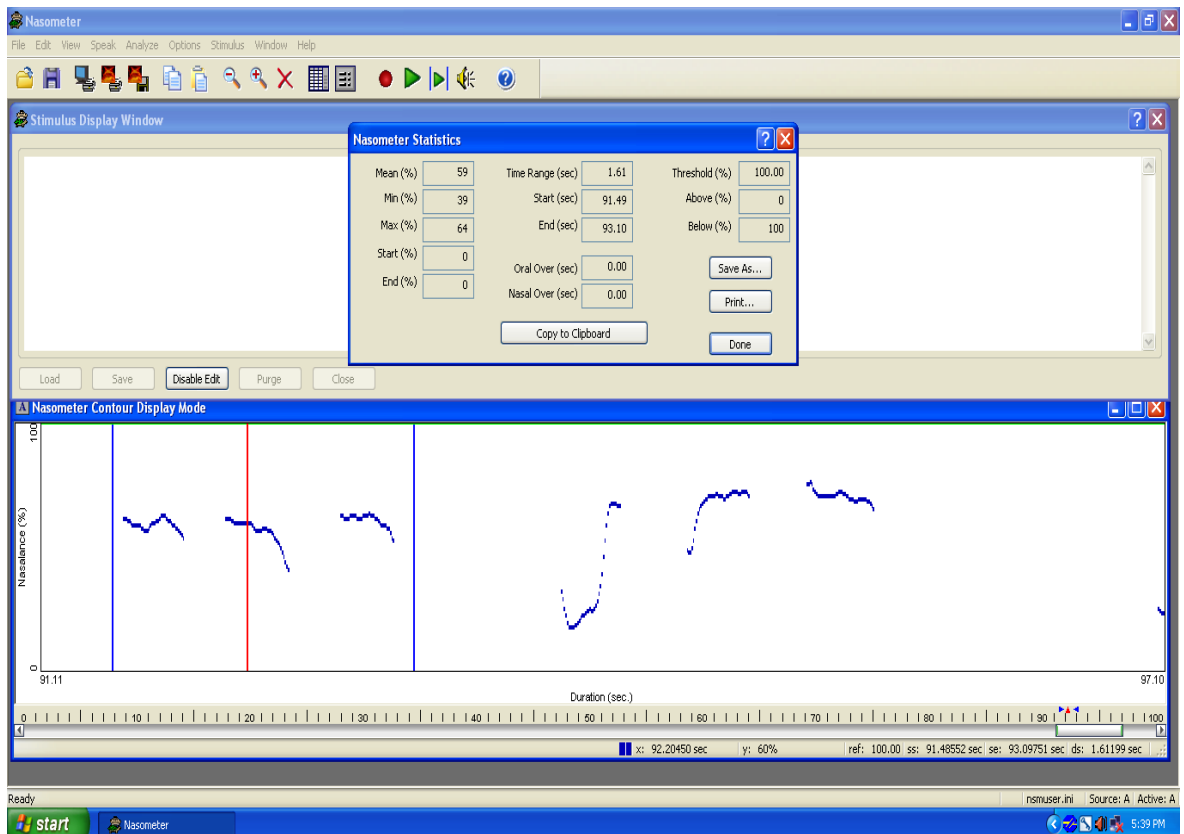 Nasometer
File Edit View Speak Analyze Options Stimulus Window Help
Stimulus Display Window
Nasometer Statistics
Mean (%) 59 Time Range (sec) 1.61 Threshold (%) 100.00
Min (%) 39 Start (sec) 91.49 Above (%) 0
Max (%) 64 End (sec) 93.10 Below (%) 100
Start (%) 0
Oral Over (sec) 0.00 Save As...
End (%) 0
Nasal Over (sec) 0.00 Print...
Copy to Clipboard
Done
Load Save Disable Edit Purge Close
A Nasometer Contour Display Mode
100
Nasalance (%)
0
91.11 97.10
Duration (sec.)
0 10 20 30 40 50 60 70 80 90 100
x: 92.20450 sec y: 60% ref: 100.00 ss: 91.48552 sec se: 93.09751 sec ds: 1.61199 sec
Ready nsmuser.ini Source: A Active: A
start Nasometer 5:39 PM